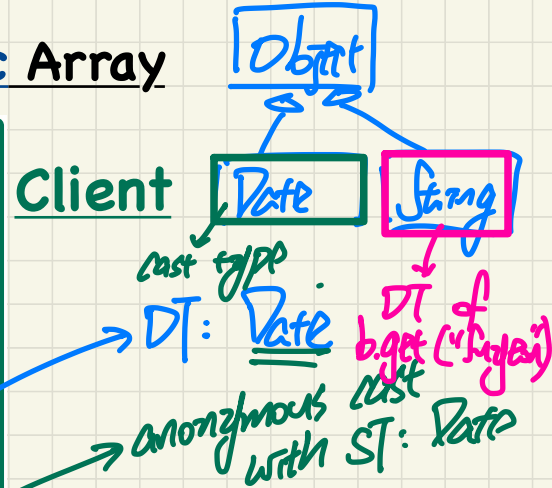 Object
: Array
Client
Date
String
cast type
DT: Date
DT of
b.get("
anonymous cast
with ST: Date